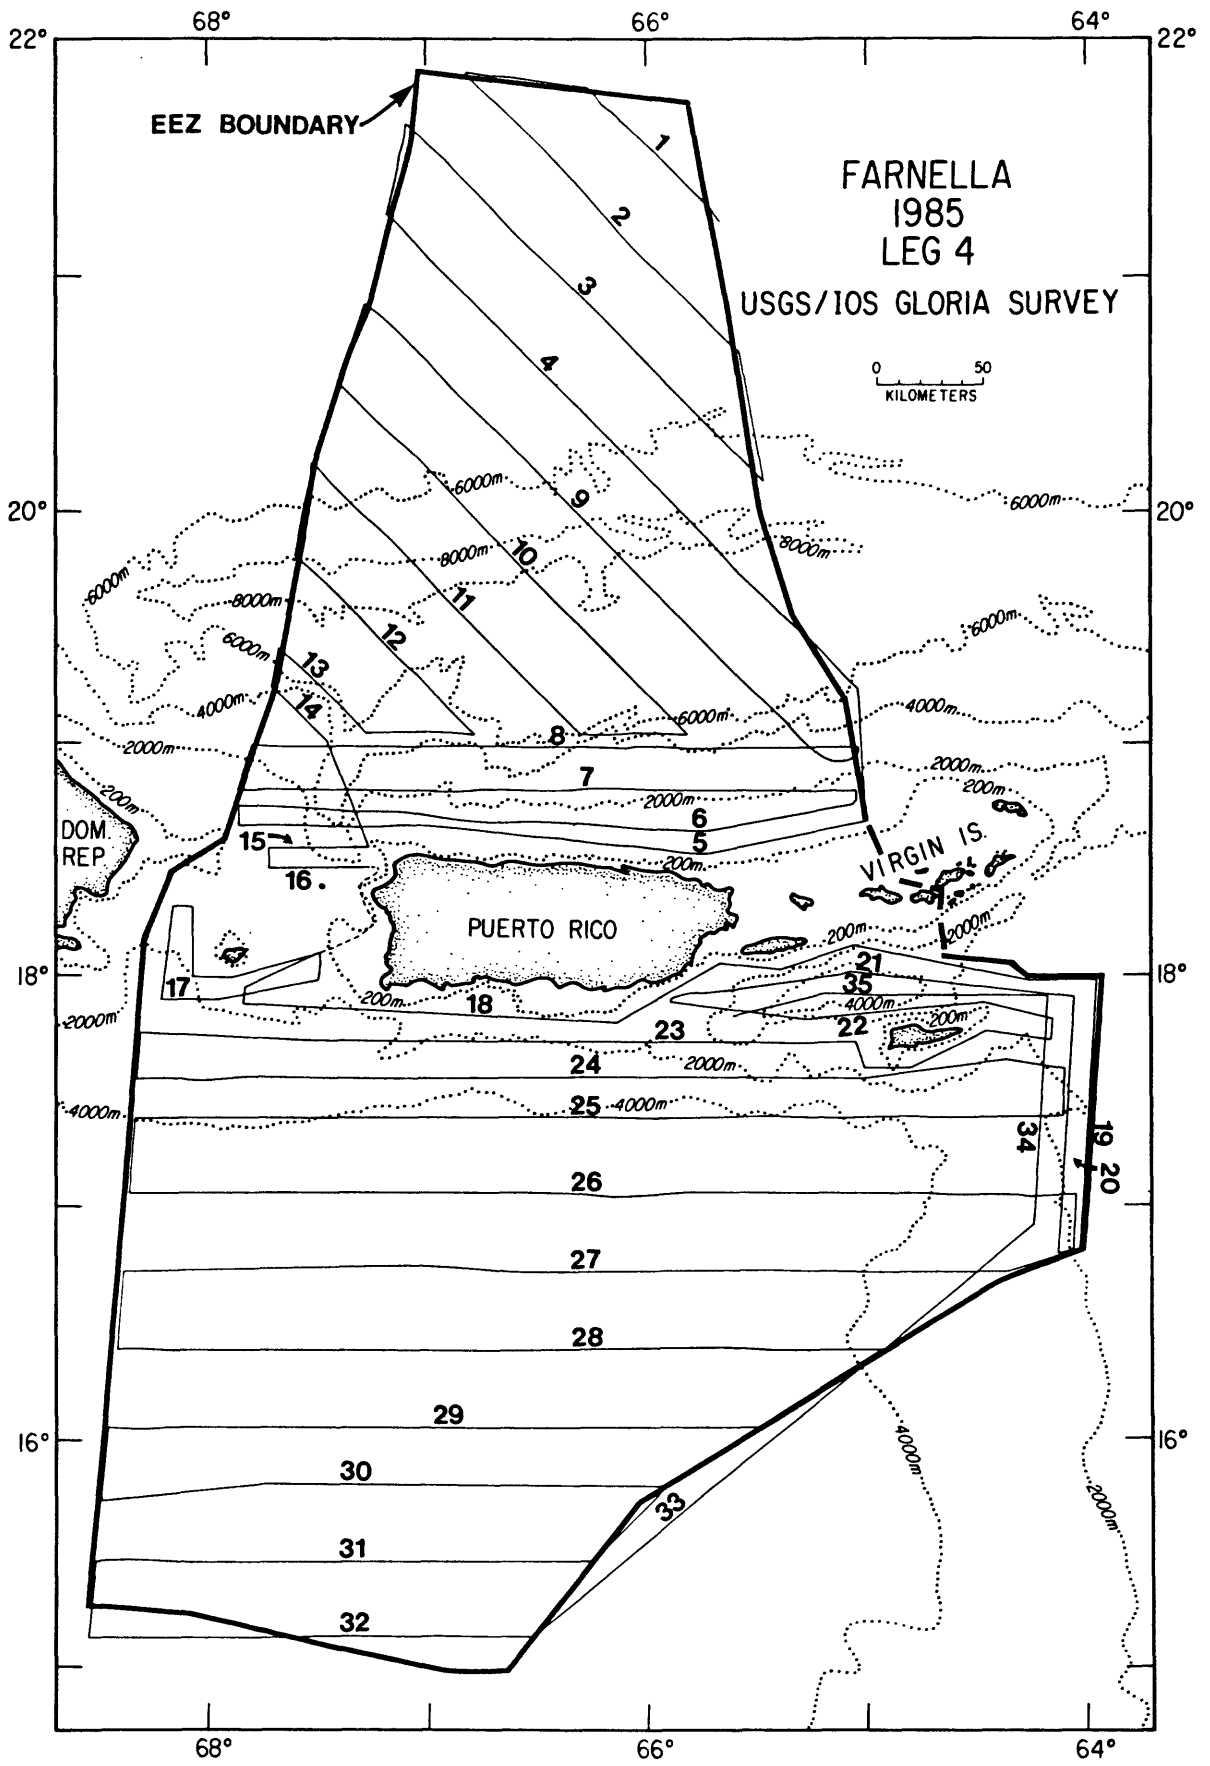 68° 66° 64°
22° 22°
EEZ BOUNDARY
1
FARNELLA
1985
LEG 4
USGS/IOS GLORIA SURVEY
0 50
KILOMETERS
2
3
4
6000m
9
6000m
20° 20°
10
8000m
8000m
6000m
8000m
11
12
6000m
6000m
13
4000m
14
8
6000m
4000m
2000m
7
2000m
200m
200m
2000m
6
5
DOM.
REP
15
16
200m
VIRGIN IS.
PUERTO RICO
200m
2000m
18° 18°
17
200m
18
21
35
4000m
200m
2000m
23
22
24
2000m
4000m
25
4000m
34
19
20
26
27
28
29
16° 16°
4000m
2000m
30
33
31
32
68° 66° 64°